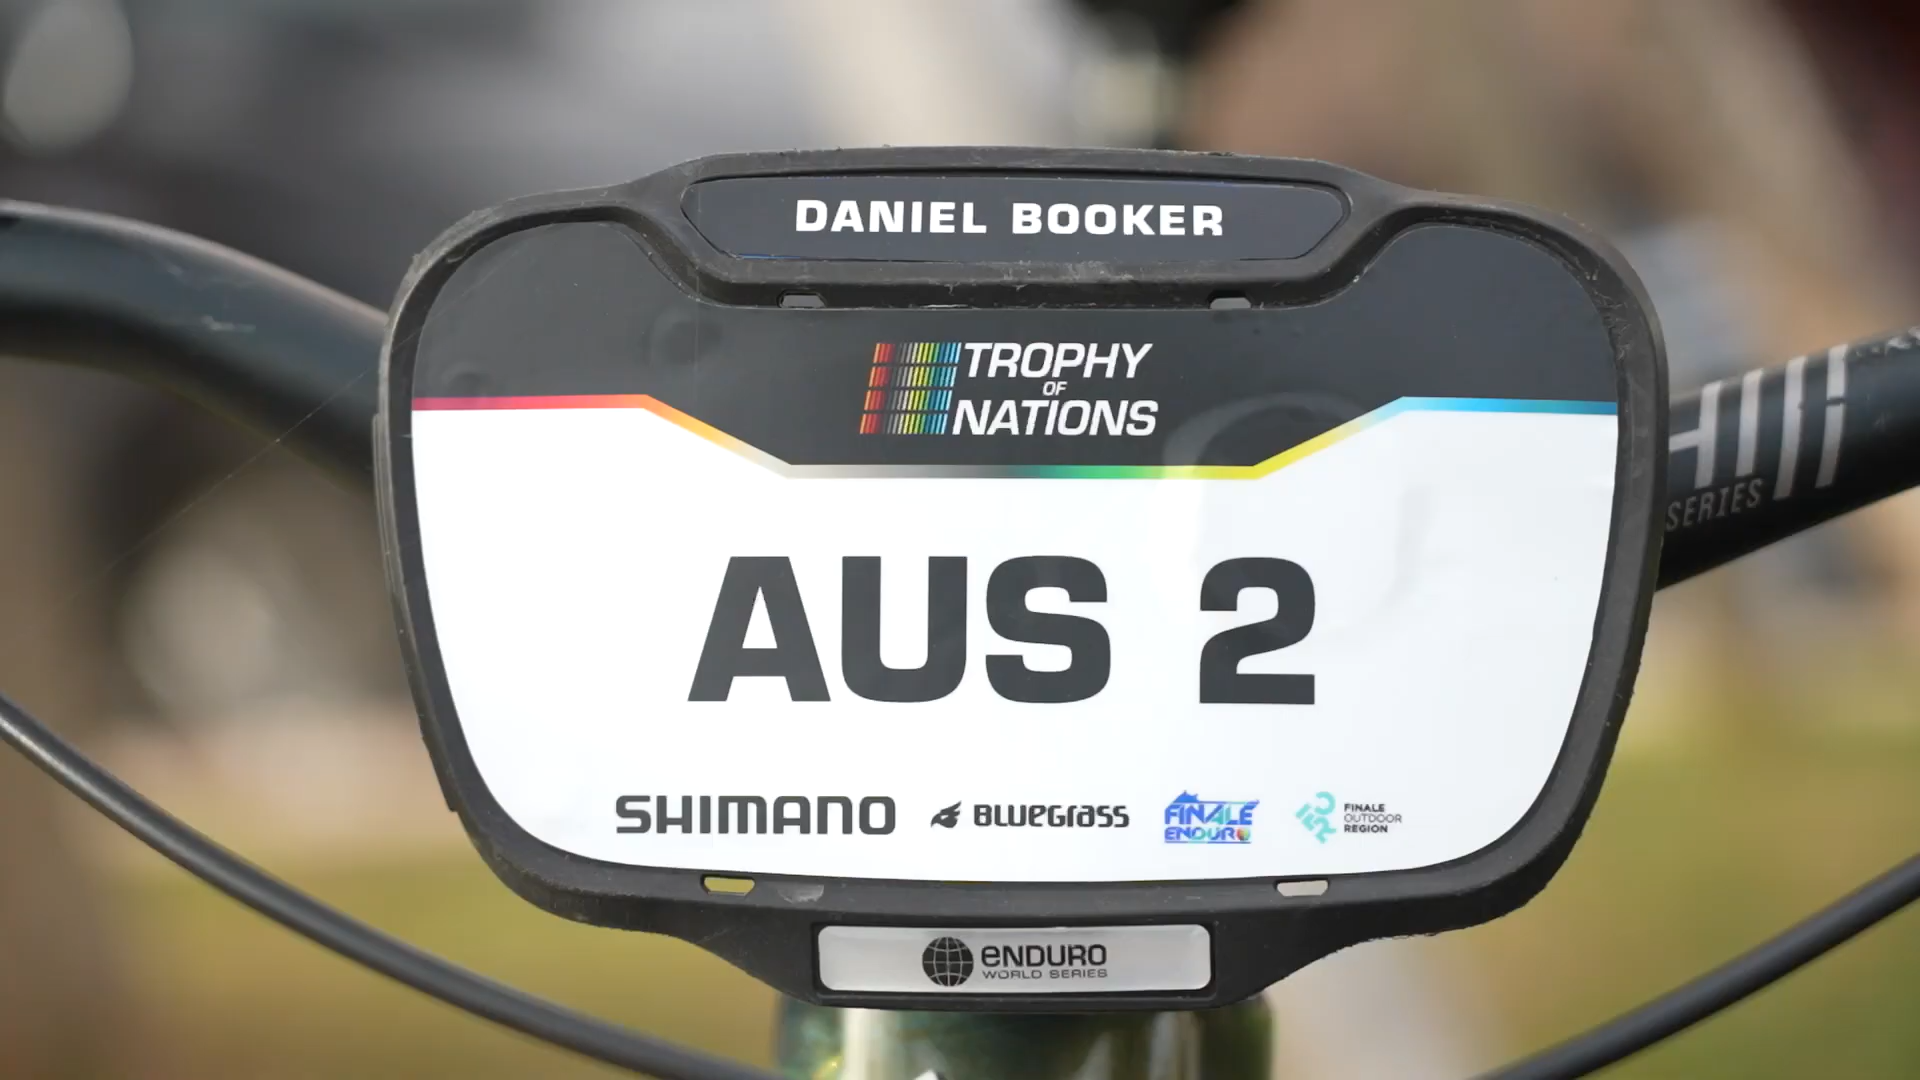 DANIEL BOOKER
TROPHY
OF
NATIONS
AUS 2
SHIMANO
BLUEGRASS
FINALE
ENDURO
FINALE
OUTDOOR
REGION
SERIES
ENDURO
WORLD SERIES